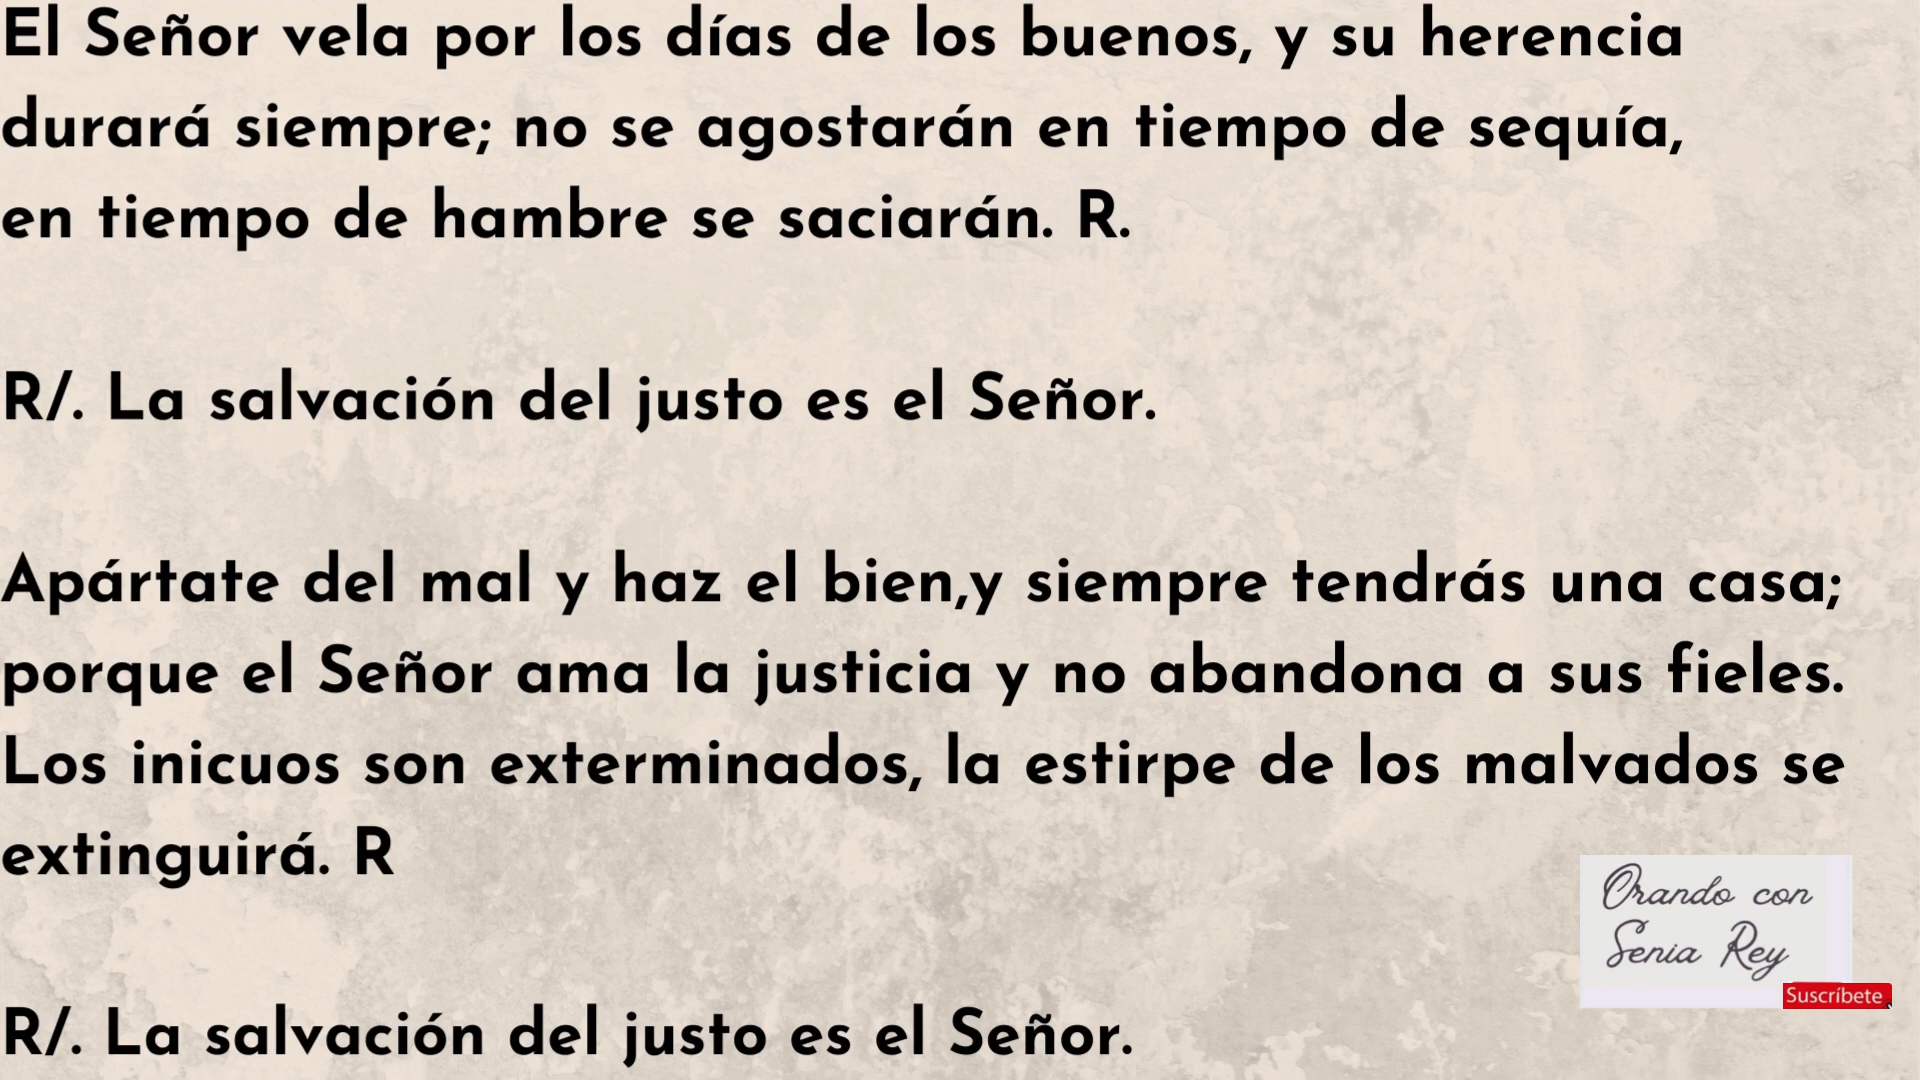 El Señor vela por los días de los buenos, y su herencia
durará siempre; no se agostarán en tiempo de sequía,
en tiempo de hambre se saciarán. R.
R/. La salvación del justo es el Señor.
Apártate del mal y haz el bien,y siempre tendrás una casa;
porque el Señor ama la justicia y no abandona a sus fieles.
Los inicuos son exterminados, la estirpe de los malvados se
extinguirá. R
R/. La salvación del justo es el Señor.
Orando con
Senia Rey
Suscríbete